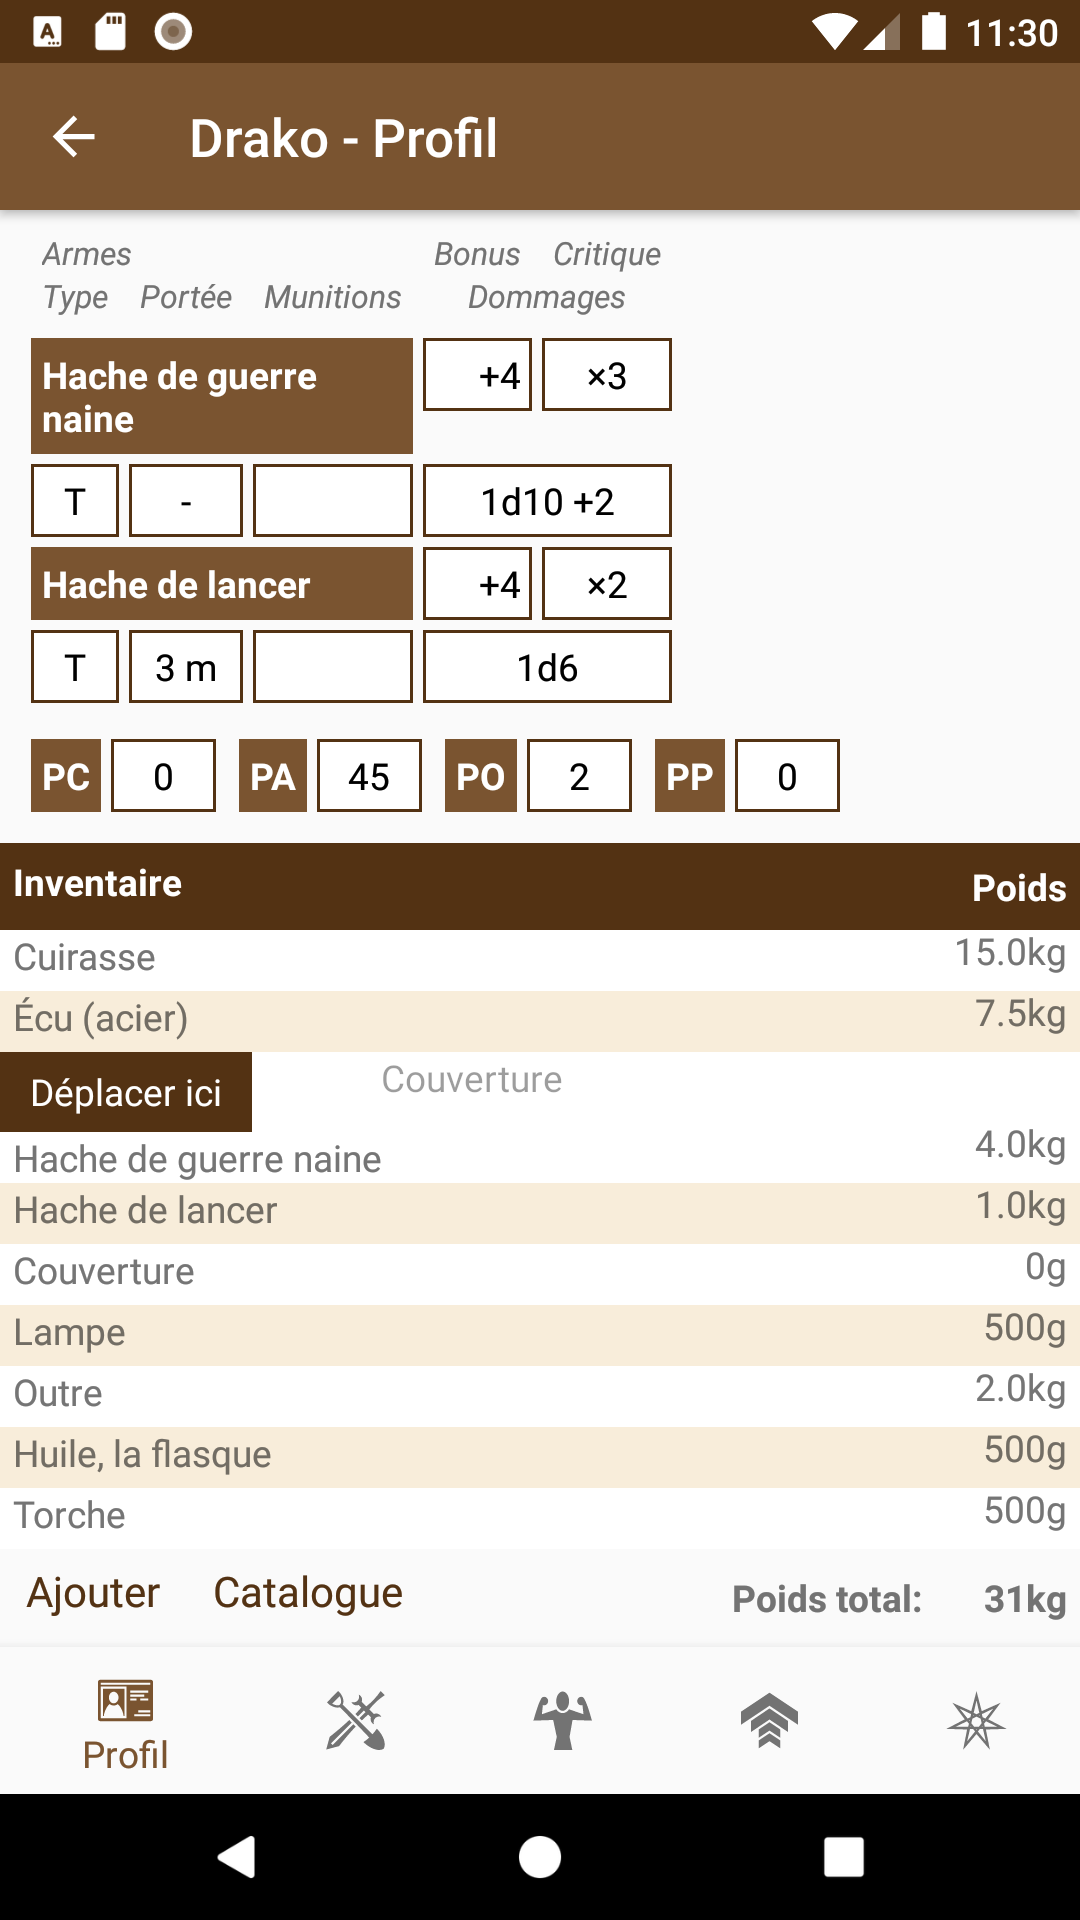 11:30
Drako - Profil
Armes Bonus Critique
Type Portée Munitions Dommages
Hache de guerre naine +4 ×3
T - 1d10 +2
Hache de lancer +4 ×2
T 3 m 1d6
PC 0 PA 45 PO 2 PP 0
Inventaire Poids
Cuirasse 15.0kg
Écu (acier) 7.5kg
Déplacer ici Couverture
Hache de guerre naine 4.0kg
Hache de lancer 1.0kg
Couverture 0g
Lampe 500g
Outre 2.0kg
Huile, la flasque 500g
Torche 500g
Ajouter Catalogue Poids total: 31kg
Profil